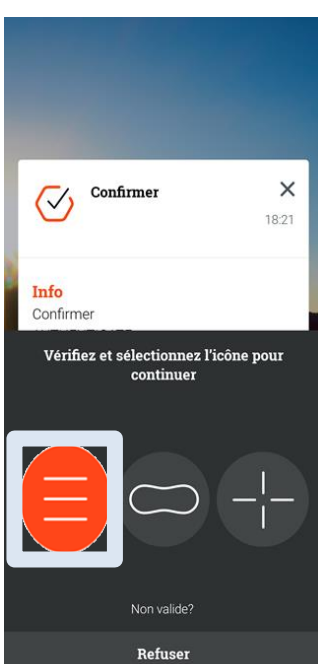 Confirmer
18:21
Info
Confirmer
Vérifiez et sélectionnez l'icône pour
continuer
Non valide?
Refuser